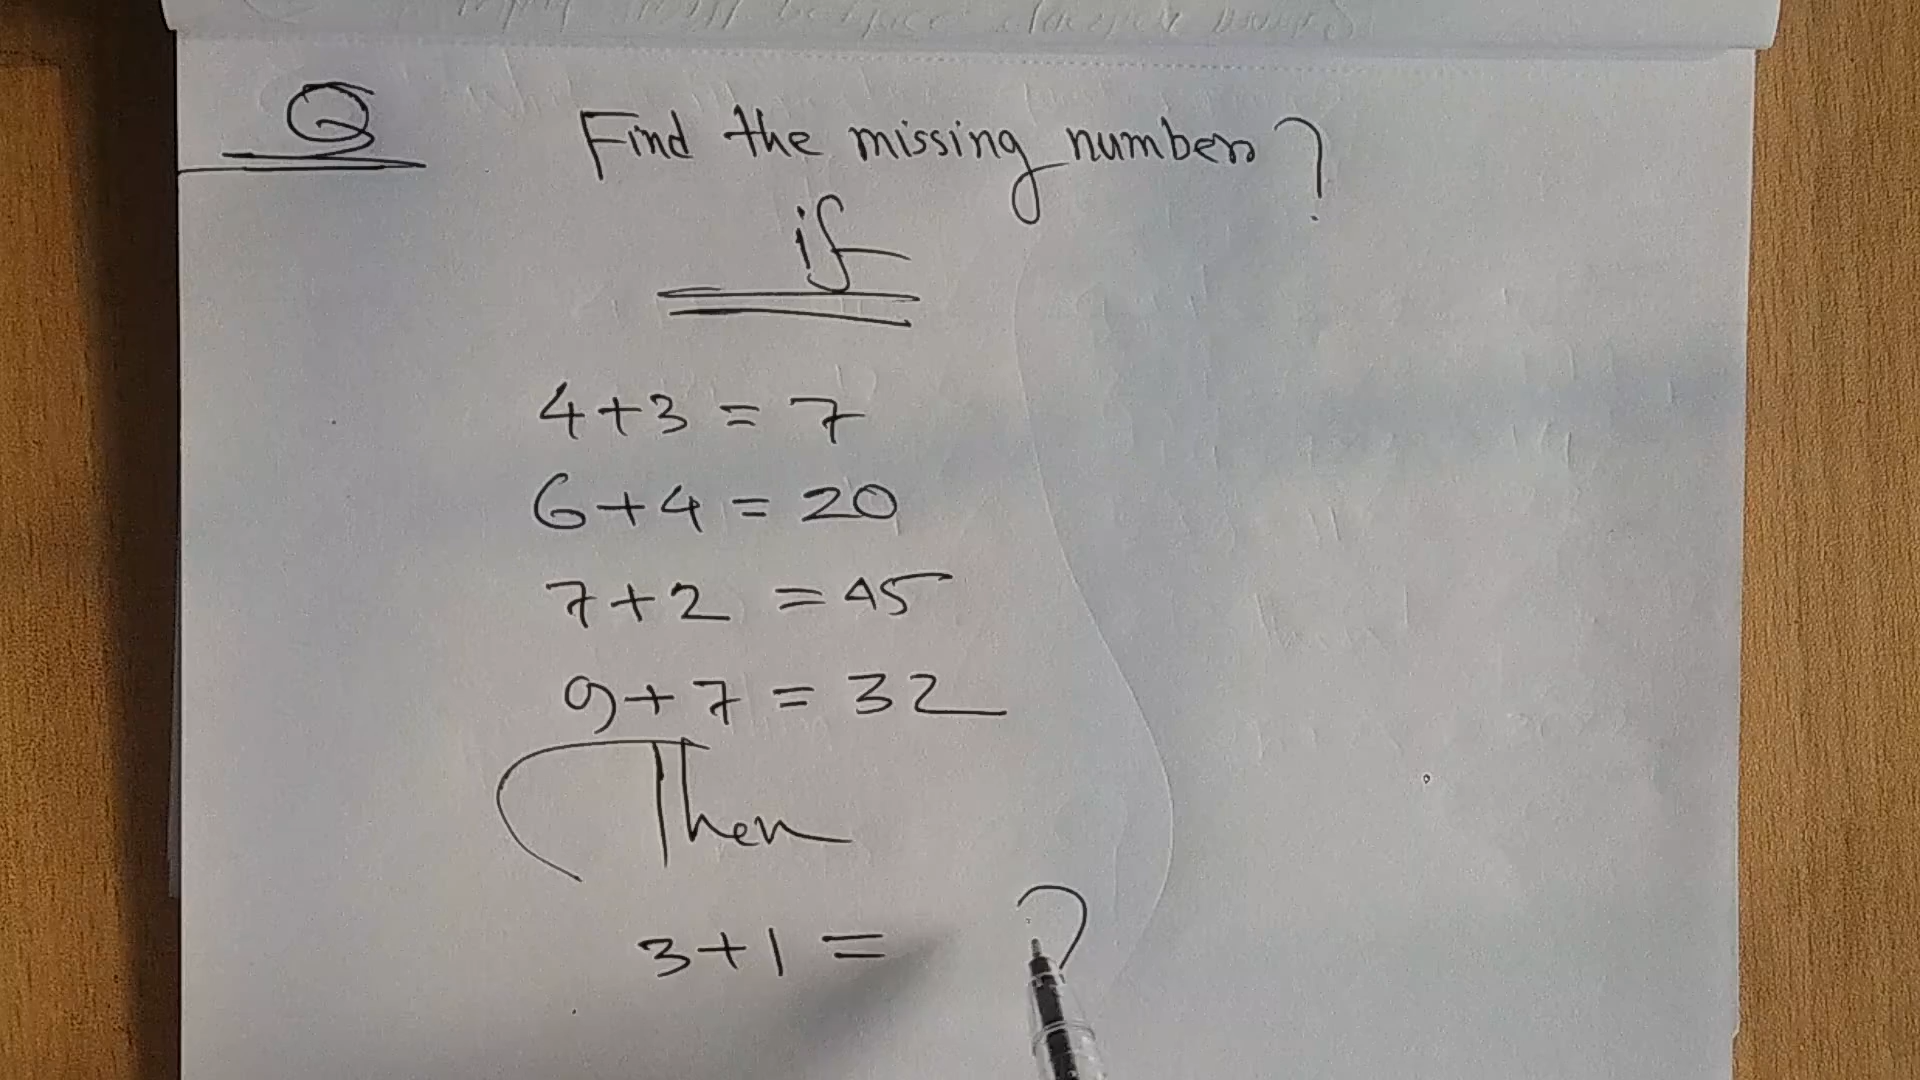 Q Find the missing number?
if
4+3 = 7
6+4 = 20
7+2 = 45
9+7 = 32
Then
3+1 = ?